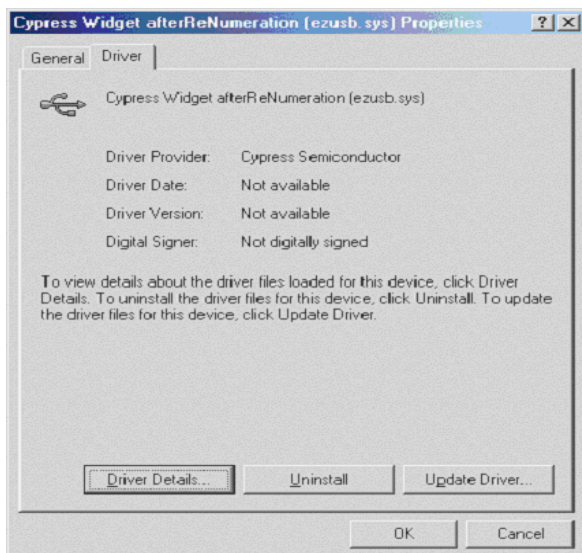 Cypress Widget afterReNumeration (ezusb.sys) Properties ? ×
General Driver
Cypress Widget afterReNumeration (ezusb.sys)
Driver Provider: Cypress Semiconductor
Driver Date: Not available
Driver Version: Not available
Digital Signer: Not digitally signed
To view details about the driver files loaded for this device, click Driver
Details. To uninstall the driver files for this device, click Uninstall. To update
the driver files for this device, click Update Driver.
Driver Details... Uninstall Update Driver...
OK Cancel